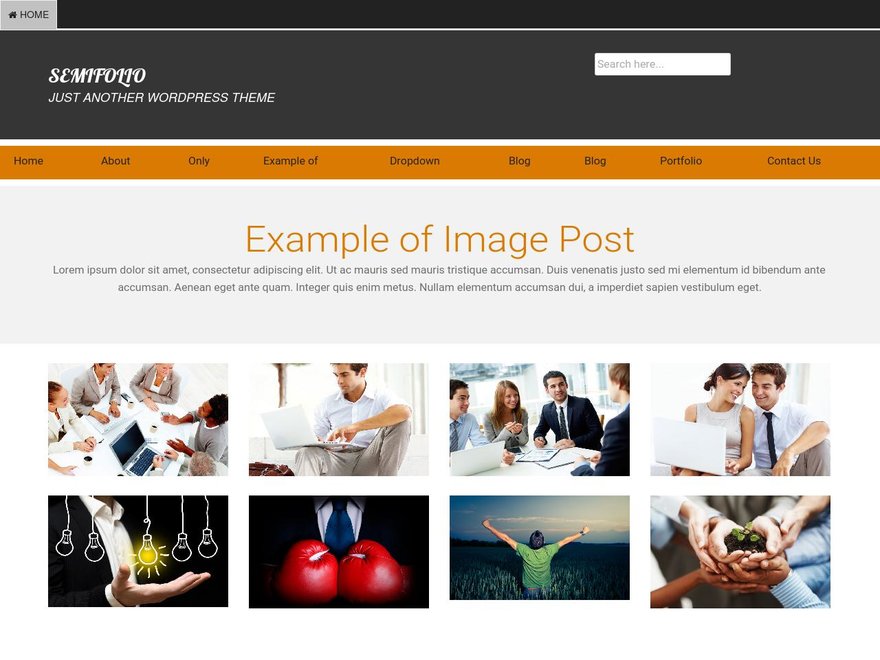 HOME
SEMIFOLIO
JUST ANOTHER WORDPRESS THEME
Search here...
Home About Only Example of Dropdown Blog Blog Portfolio Contact Us
Example of Image Post
Lorem ipsum dolor sit amet, consectetur adipiscing elit. Ut ac mauris sed mauris tristique accumsan. Duis venenatis justo sed mi elementum id bibendum ante
accumsan. Aenean eget ante quam. Integer quis enim metus. Nullam elementum accumsan dui, a imperdiet sapien vestibulum eget.